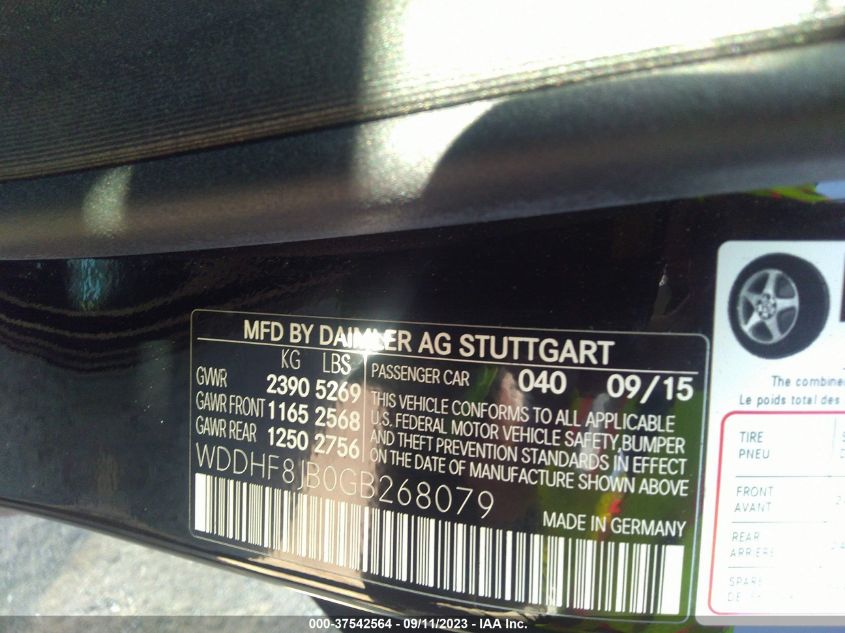 MFD BY DAIMLER AG STUTTGART
KG LBS
GVWR 2390 5269
GAWR FRONT 1165 2568
GAWR REAR 1250 2756
PASSENGER CAR 040 09/15
THIS VEHICLE CONFORMS TO ALL APPLICABLE
U.S. FEDERAL MOTOR VEHICLE SAFETY, BUMPER
AND THEFT PREVENTION STANDARDS IN EFFECT
ON THE DATE OF MANUFACTURE SHOWN ABOVE
WDDHF8JB0GB268079
MADE IN GERMANY
The combine
Le poids total des
TIRE
PNEU
FRONT
AVANT
REAR
ARRIERE
000-37542564 - 09/11/2023 - IAA Inc.